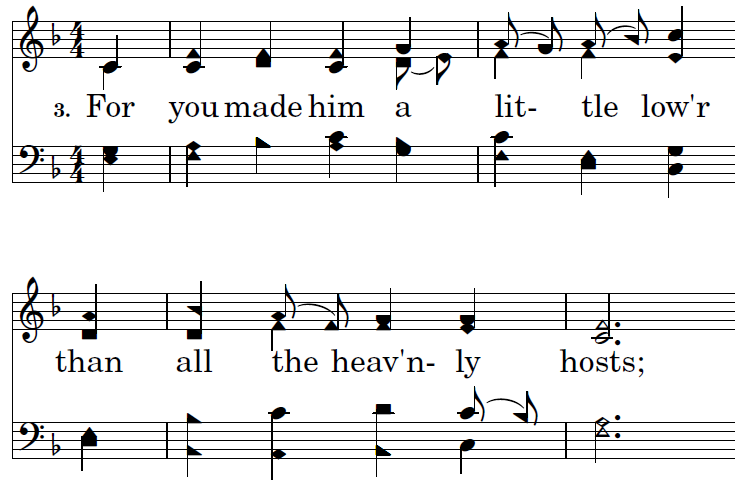 3. For you made him a lit- tle low'r
than all the heav'n- ly hosts;